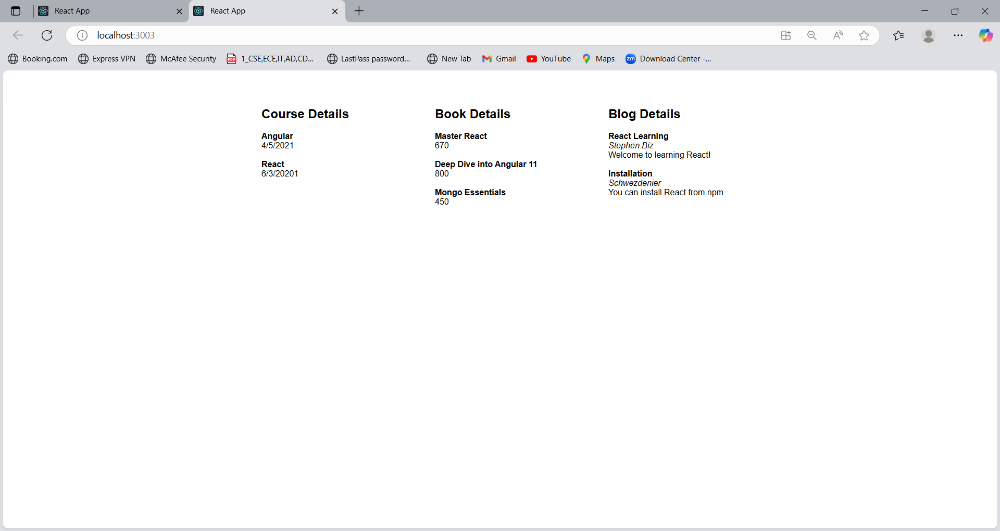 React App
React App
localhost:3003
Booking.com
Express VPN
McAfee Security
1_CSE,ECE,IT,AD,CD...
LastPass password...
New Tab
Gmail
YouTube
Maps
zm
Download Center -...
Course Details
Angular
4/5/2021
React
6/3/20201
Book Details
Master React
670
Deep Dive into Angular 11
800
Mongo Essentials
450
Blog Details
React Learning
Stephen Biz
Welcome to learning React!
Installation
Schwezdenier
You can install React from npm.